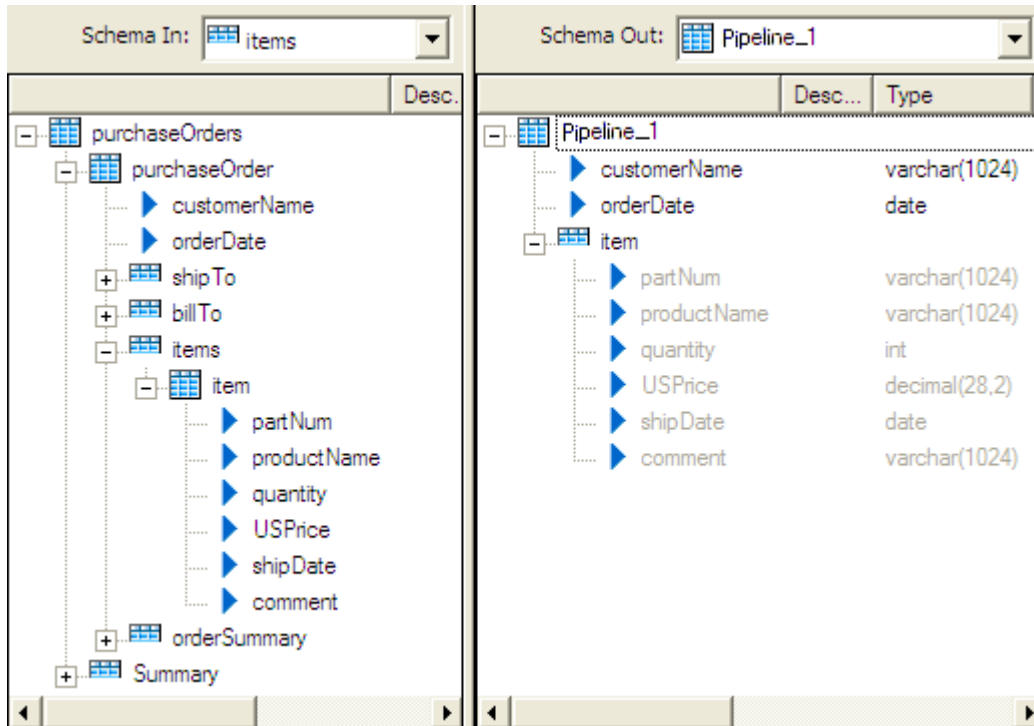 Schema In: items
Desc.
purchaseOrders
purchaseOrder
customerName
orderDate
shipTo
billTo
items
item
partNum
productName
quantity
USPrice
shipDate
comment
orderSummary
Summary
Schema Out: Pipeline_1
Desc... Type
Pipeline_1
customerName varchar(1024)
orderDate date
item
partNum varchar(1024)
productName varchar(1024)
quantity int
USPrice decimal(28,2)
shipDate date
comment varchar(1024)